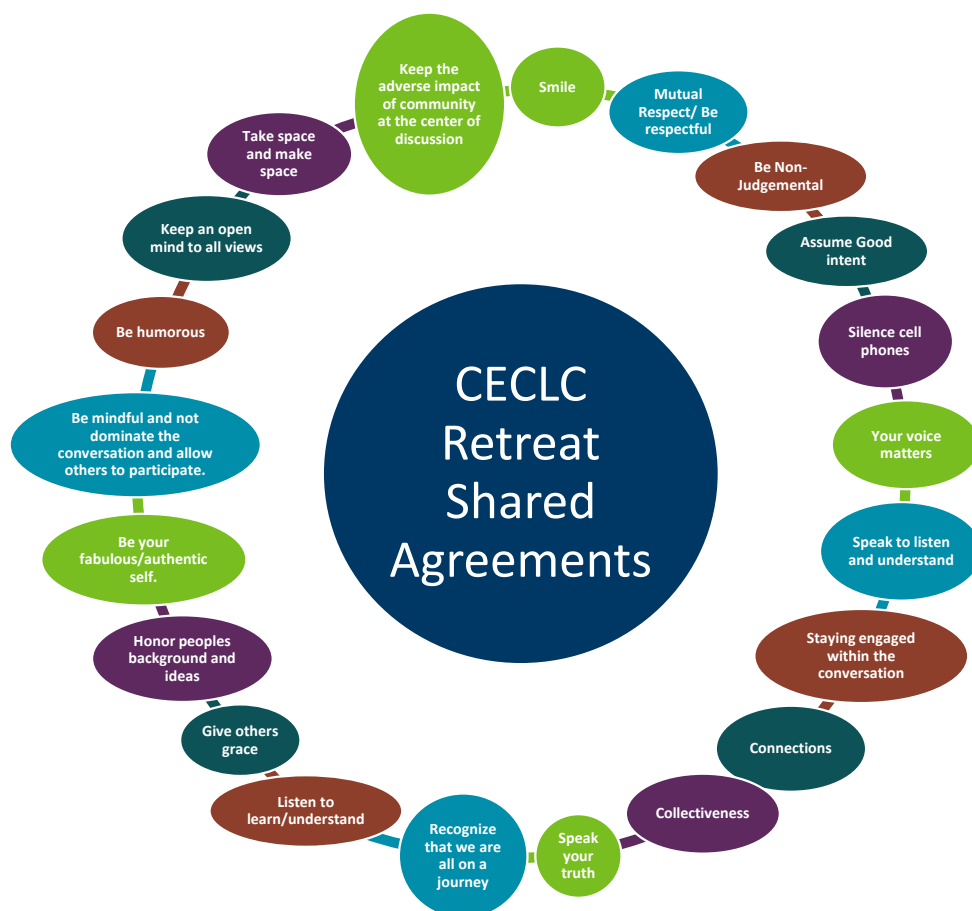 CECLC
Retreat
Shared
Agreements
Keep the
adverse impact
of community
at the center of
discussion
Smile
Mutual
Respect/ Be
respectful
Be Non-
Judgemental
Assume Good
intent
Silence cell
phones
Your voice
matters
Speak to listen
and understand
Staying engaged
within the
conversation
Connections
Collectiveness
Speak
your
truth
Recognize
that we are
all on a
journey
Listen to
learn/understand
Give others
grace
Honor peoples
background and
ideas
Be your
fabulous/authentic
self.
Be mindful and not
dominate the
conversation and allow
others to participate.
Be humorous
Keep an open
mind to all views
Take space
and make
space